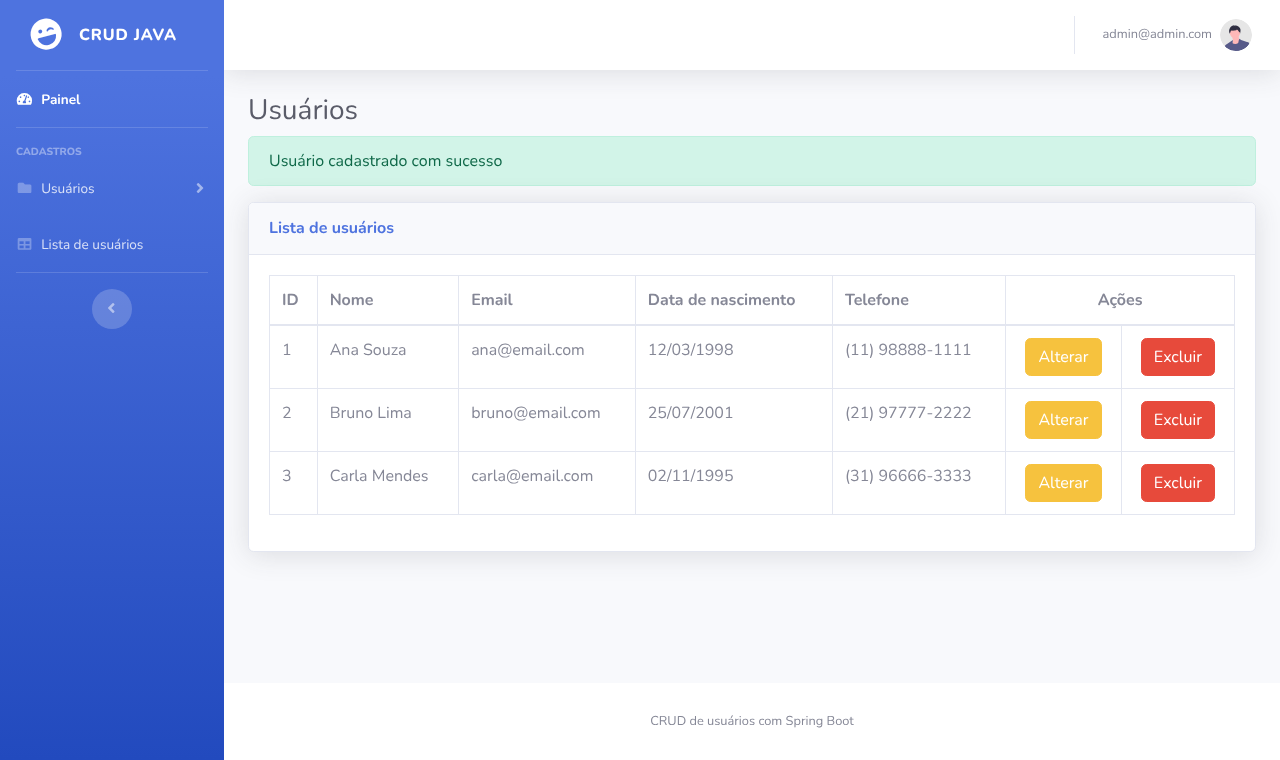 CRUD JAVA
admin@admin.com
Painel
CADASTROS
Usuários
Lista de usuários
Usuários
Usuário cadastrado com sucesso
Lista de usuários
ID Nome Email Data de nascimento Telefone Ações
1 Ana Souza ana@email.com 12/03/1998 (11) 98888-1111 Alterar Excluir
2 Bruno Lima bruno@email.com 25/07/2001 (21) 97777-2222 Alterar Excluir
3 Carla Mendes carla@email.com 02/11/1995 (31) 96666-3333 Alterar Excluir
CRUD de usuários com Spring Boot